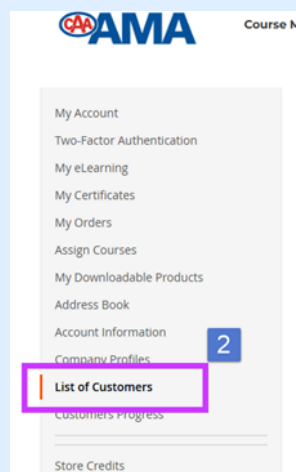 CAA AMA Course M
My Account
Two-Factor Authentication
My eLearning
My Certificates
My Orders
Assign Courses
My Downloadable Products
Address Book
Account Information
Company Profiles
2
List of Customers
Customers Progress
Store Credits